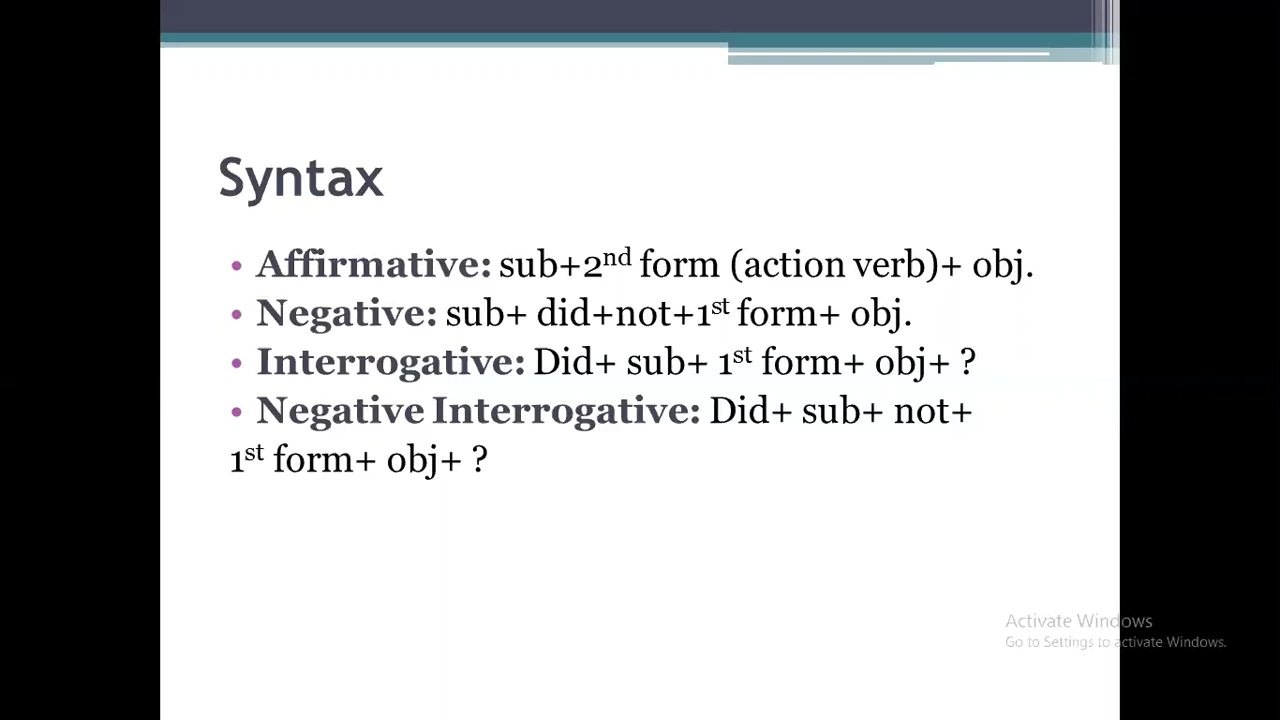 Syntax
• Affirmative: sub+2nd form (action verb)+ obj.
• Negative: sub+ did+not+1st form+ obj.
• Interrogative: Did+ sub+ 1st form+ obj+ ?
• Negative Interrogative: Did+ sub+ not+
1st form+ obj+ ?
Activate Windows
Go to Settings to activate Windows.